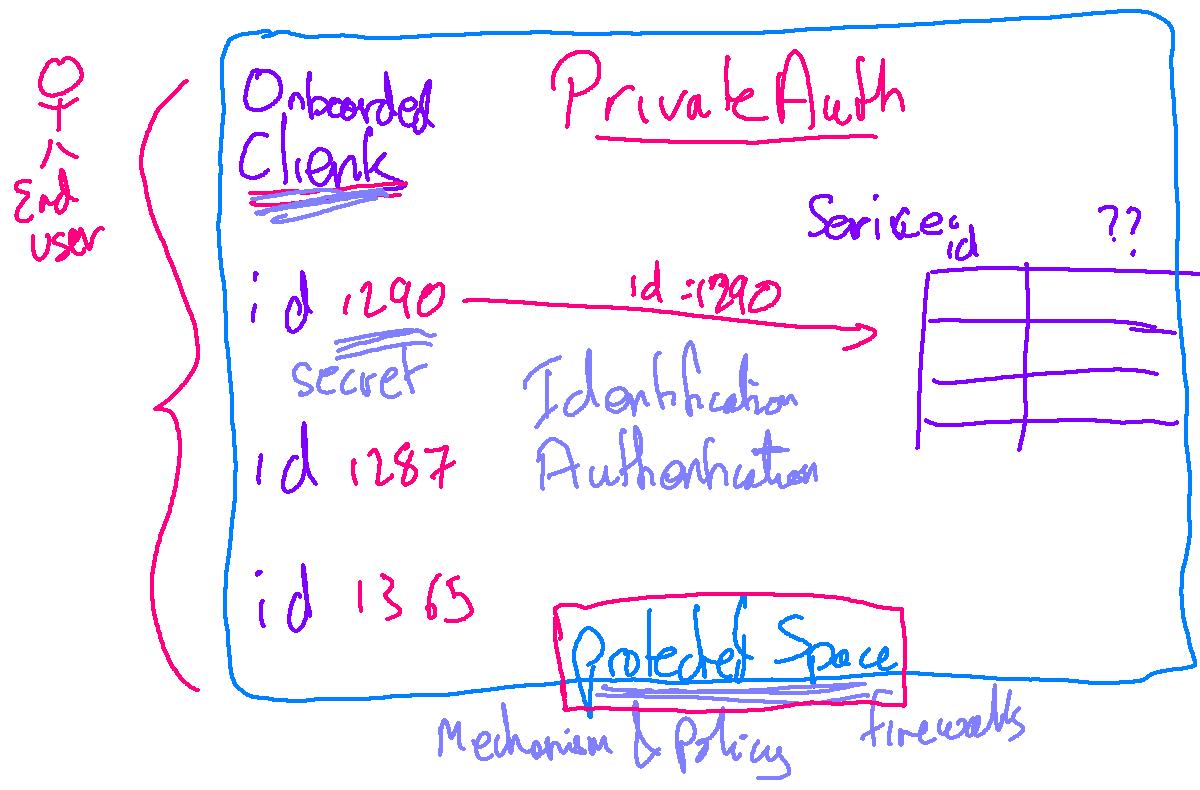 Onboarded
Clients
PrivateAuth
End
user
Serivce id ??
id 1290
id = 1290
secret
Identification
Authentication
id 1287
id 1365
Protected Space
Mechanism & Policy
Firewalls